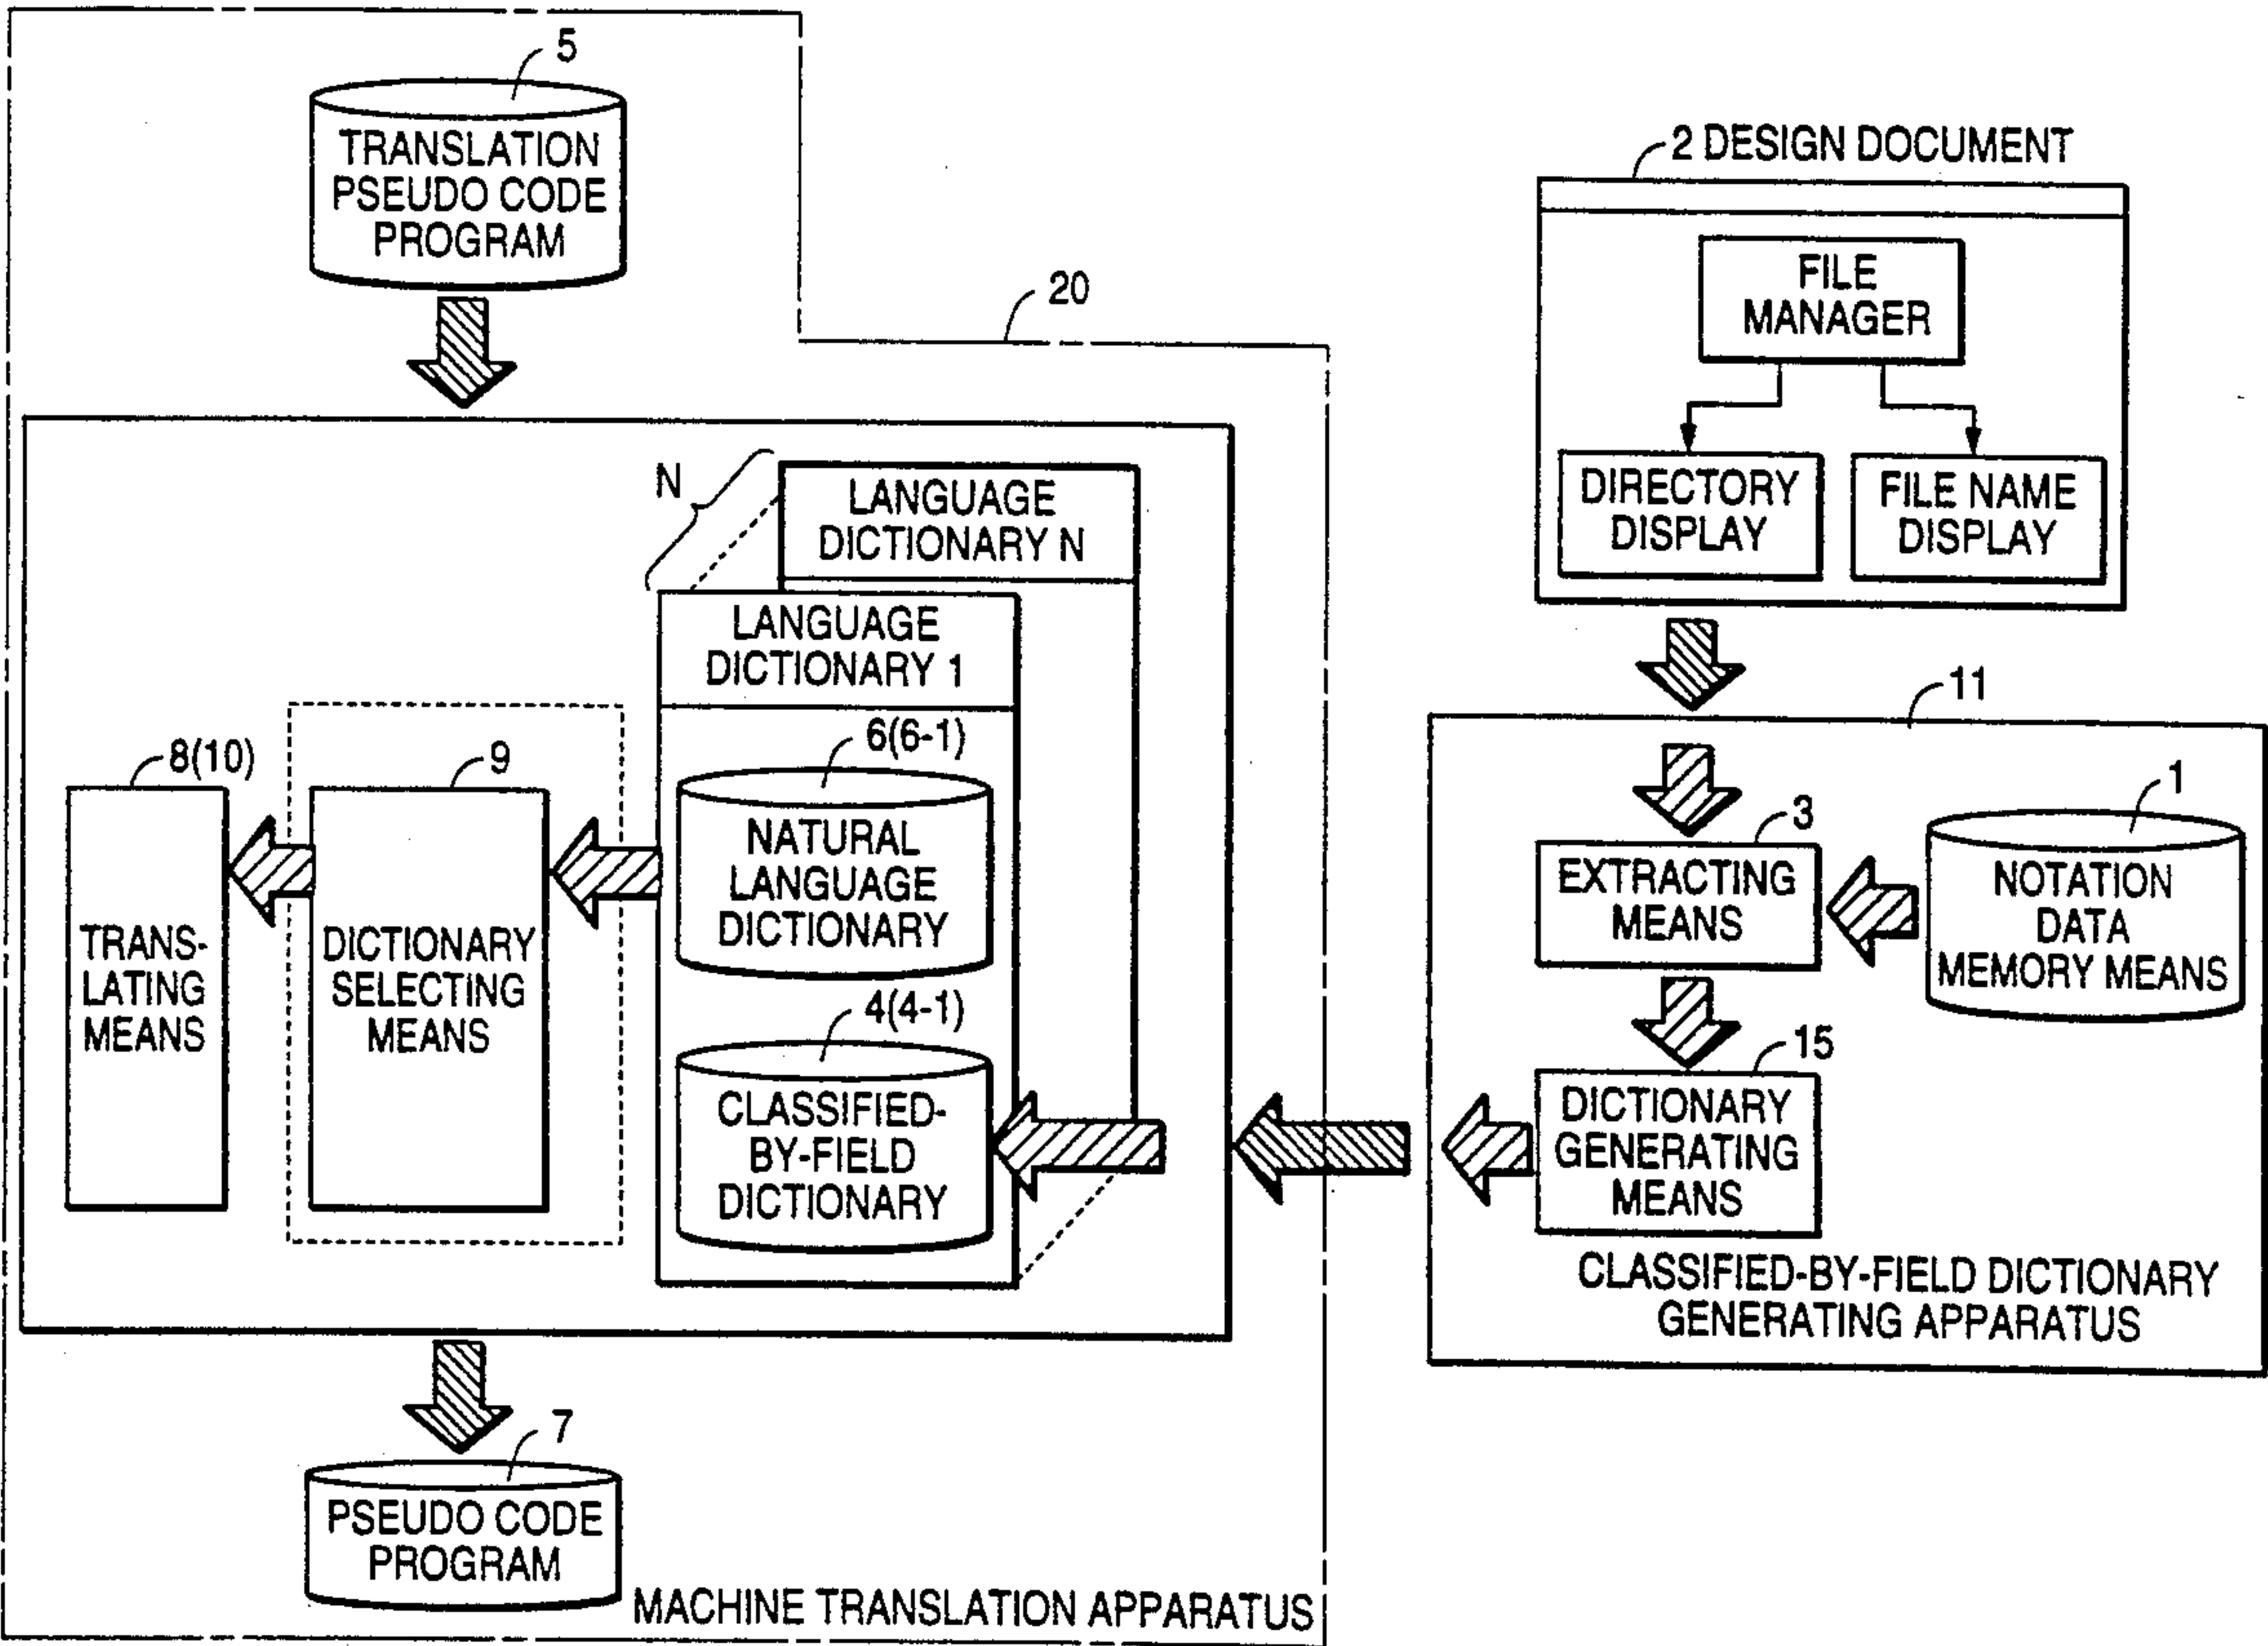 5
TRANSLATION
PSEUDO CODE
PROGRAM
20
N
LANGUAGE
DICTIONARY N
LANGUAGE
DICTIONARY 1
8(10)
TRANS-
LATING
MEANS
9
DICTIONARY
SELECTING
MEANS
6(6-1)
NATURAL
LANGUAGE
DICTIONARY
4(4-1)
CLASSIFIED-
BY-FIELD
DICTIONARY
7
PSEUDO CODE
PROGRAM
MACHINE TRANSLATION APPARATUS
2 DESIGN DOCUMENT
FILE
MANAGER
DIRECTORY
DISPLAY
FILE NAME
DISPLAY
11
3
EXTRACTING
MEANS
1
NOTATION
DATA
MEMORY MEANS
15
DICTIONARY
GENERATING
MEANS
CLASSIFIED-BY-FIELD DICTIONARY
GENERATING APPARATUS